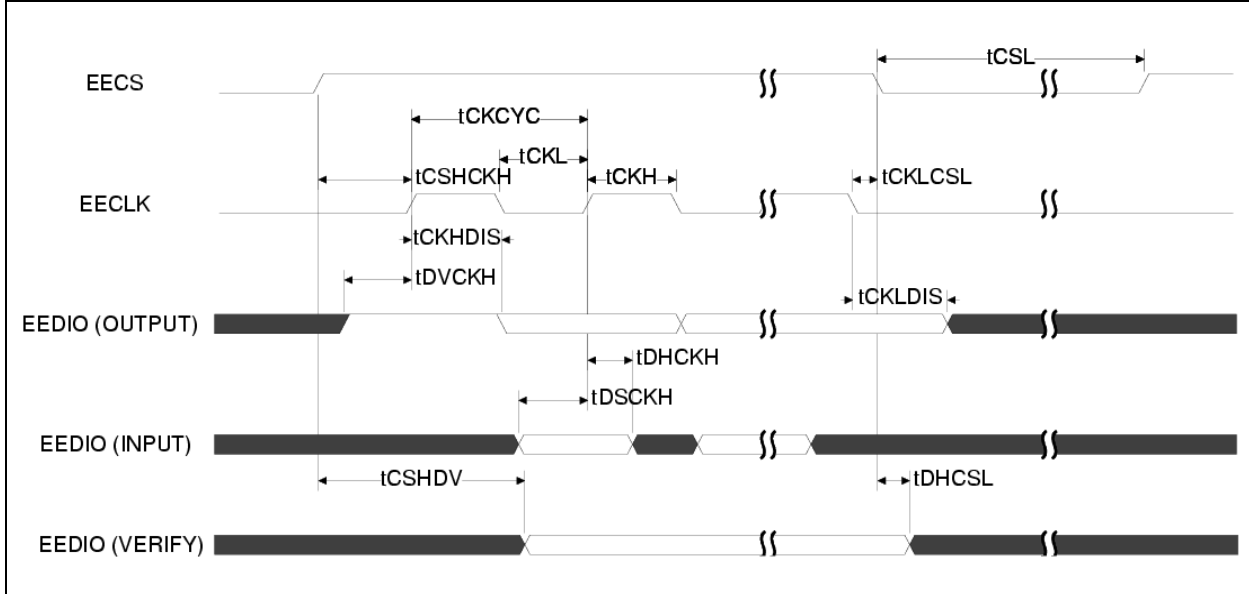 tCSL
EECS
tCKCYC
tCKL
tCSHCKH
tCKH
tCKLCSL
EECLK
tCKHDIS
tDVCKH
tCKLDIS
EEDIO (OUTPUT)
tDHCKH
tDSCKH
EEDIO (INPUT)
tCSHDV
tDHCSL
EEDIO (VERIFY)